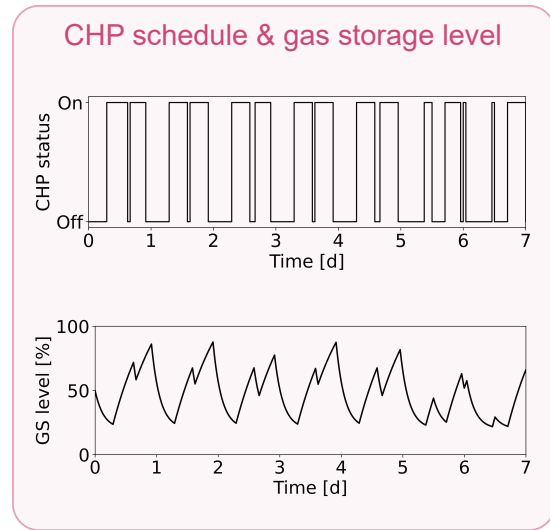 CHP schedule & gas storage level
CHP status
On
Off
0 1 2 3 4 5 6 7
Time [d]
GS level [%]
100
50
0
0 1 2 3 4 5 6 7
Time [d]